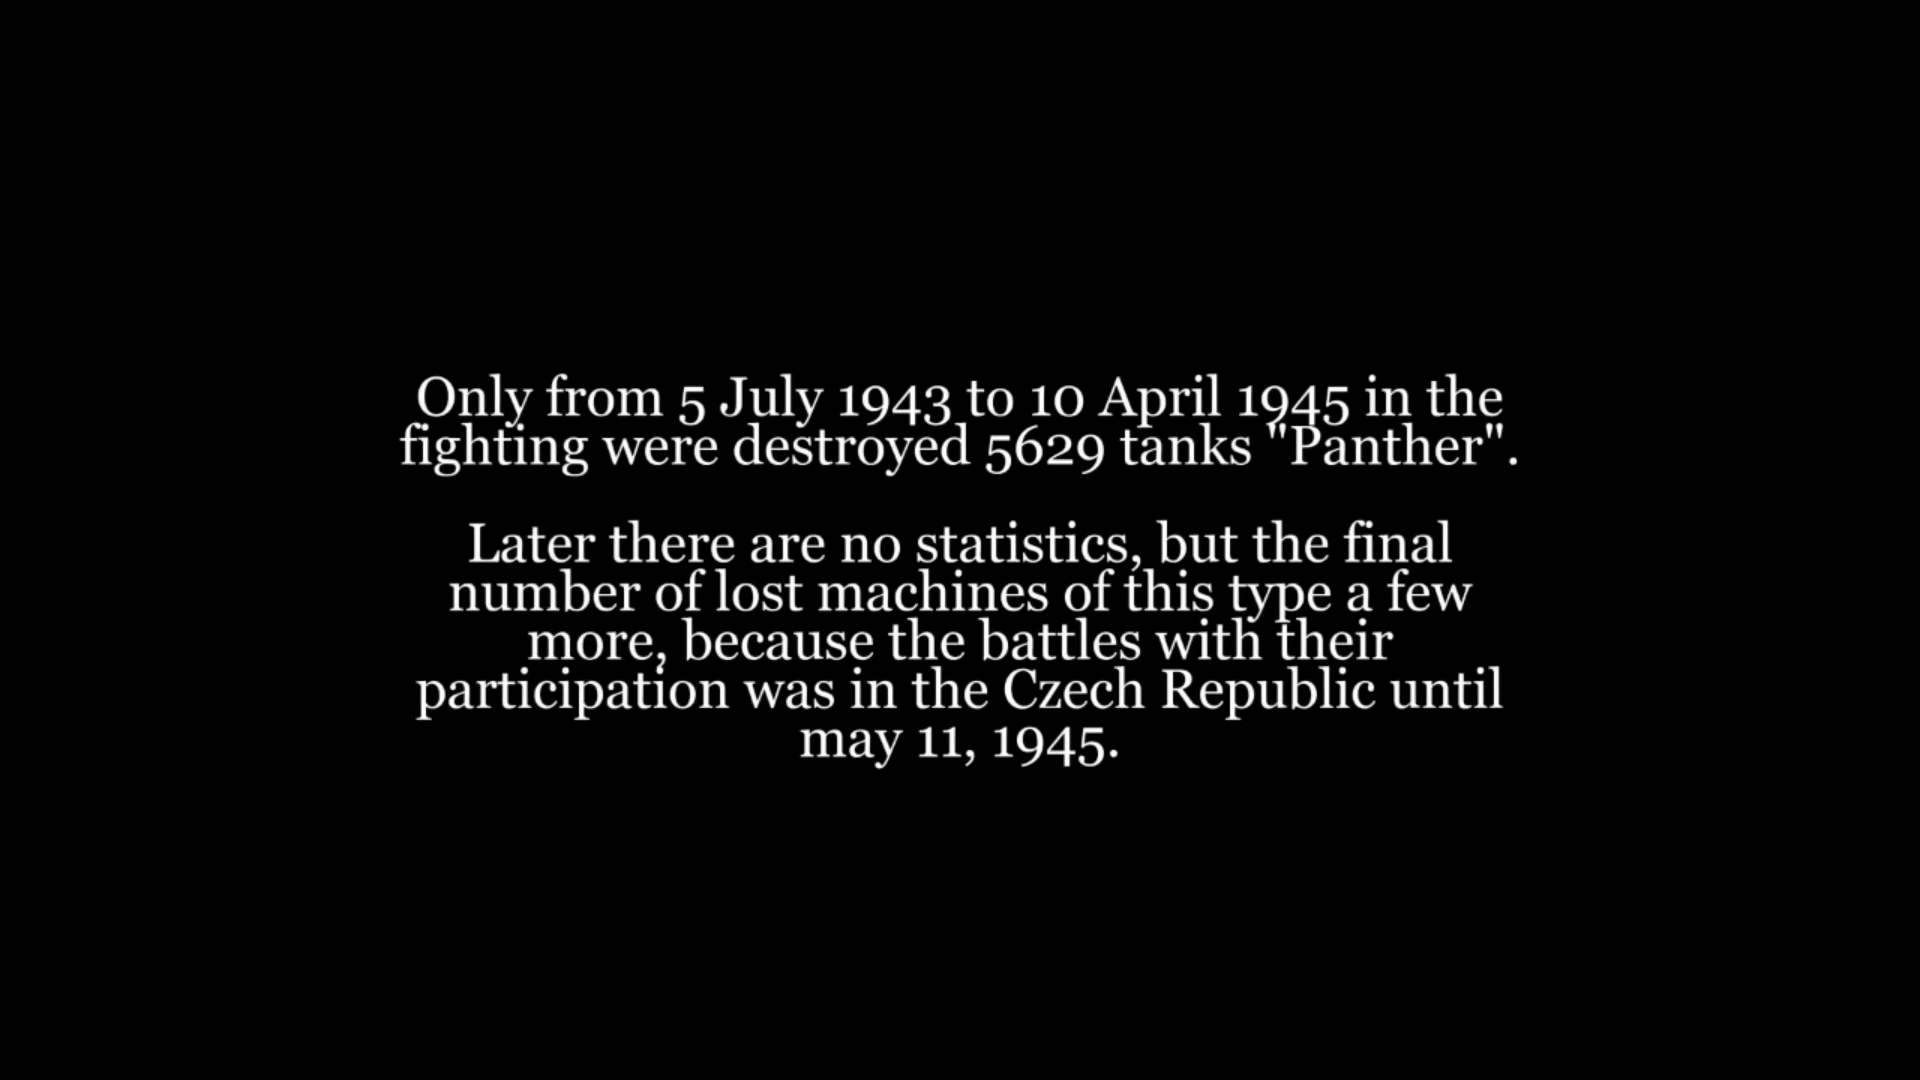 Only from 5 July 1943 to 10 April 1945 in the
fighting were destroyed 5629 tanks "Panther".
Later there are no statistics, but the final
number of lost machines of this type a few
more, because the battles with their
participation was in the Czech Republic until
may 11, 1945.